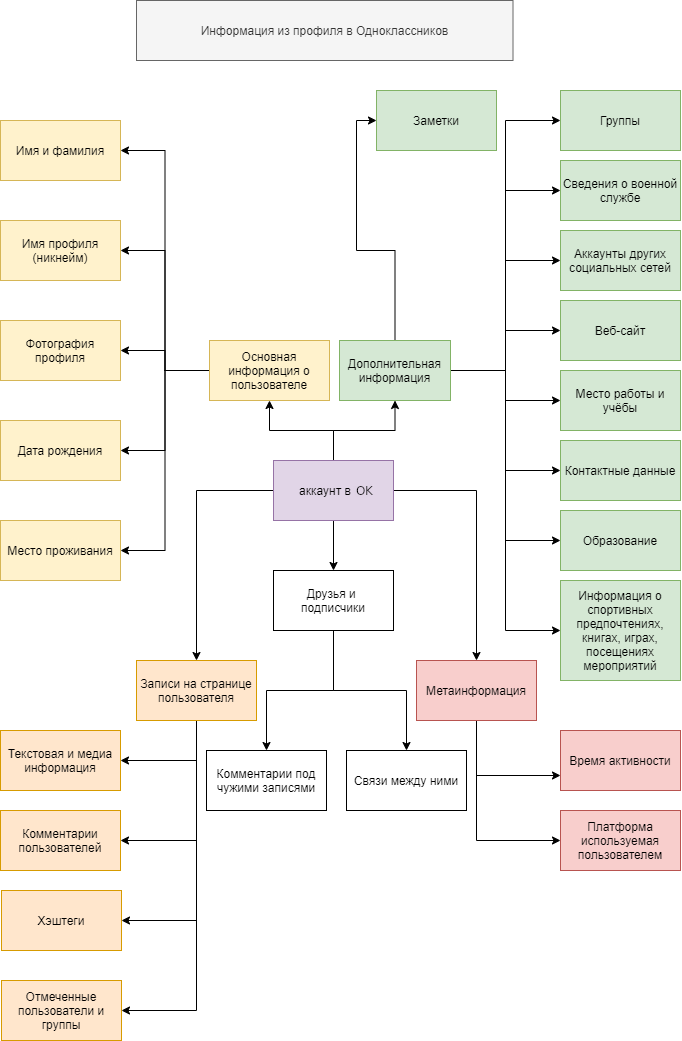 Информация из профиля в Одноклассников
Заметки
Группы
Имя и фамилия
Сведения о военной
службе
Имя профиля
(никнейм)
Аккаунты других
социальных сетей
Веб-сайт
Фотография
профиля
Основная
информация о
пользователе
Дополнительная
информация
Место работы и
учёбы
Дата рождения
Контактные данные
аккаунт в OK
Место проживания
Образование
Друзья и
подписчики
Информация о
спортивных
предпочтениях,
книгах, играх,
посещениях
мероприятий
Записи на странице
пользователя
Метаинформация
Текстовая и медиа
информация
Комментарии под
чужими записями
Связи между ними
Время активности
Комментарии
пользователей
Платформа
используемая
пользователем
Хэштеги
Отмеченные
пользователи и
группы